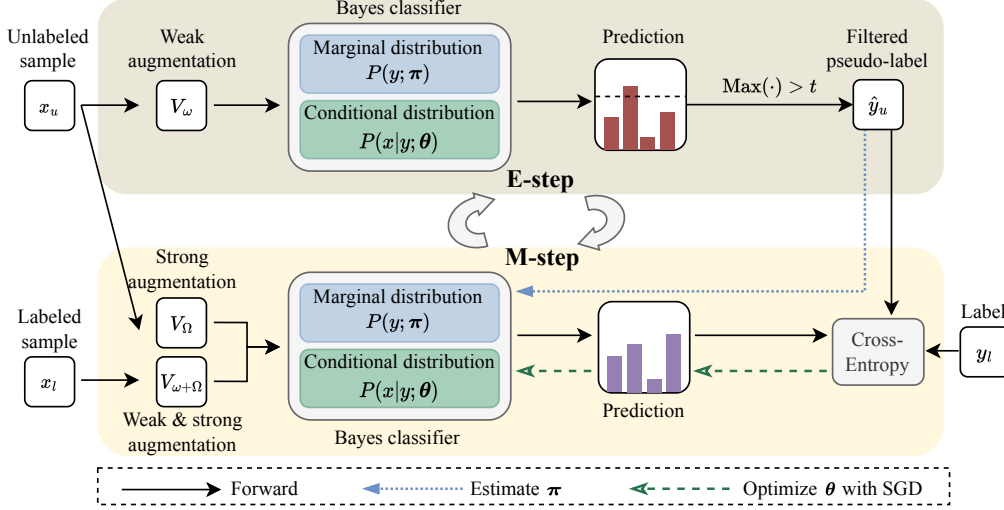 Bayes classifier
Unlabeled
sample
x_u
Weak
augmentation
V_ω
Marginal distribution
P(y; π)
Conditional distribution
P(x|y; θ)
Prediction
Max(·) > t
Filtered
pseudo-label
ŷ_u
E-step
M-step
Strong
augmentation
V_Ω
Labeled
sample
x_l
V_{ω+Ω}
Weak & strong
augmentation
Marginal distribution
P(y; π)
Conditional distribution
P(x|y; θ)
Bayes classifier
Prediction
Cross-
Entropy
Label
y_l
Forward
Estimate π
Optimize θ with SGD